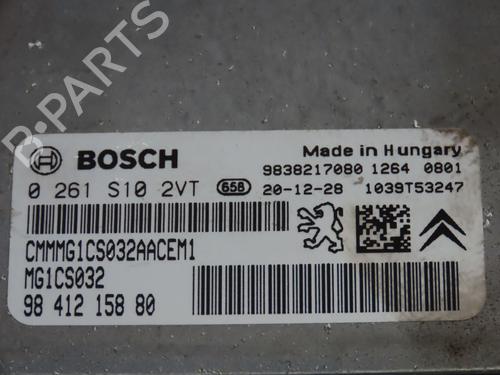 B-PARTS
BOSCH
Made in Hungary
9838217080 1264 0801
0 261 S10 2VT 658 20-12-28 1039T53247
CMMMG1CS032AACEM1
MG1CS032
98 412 158 80